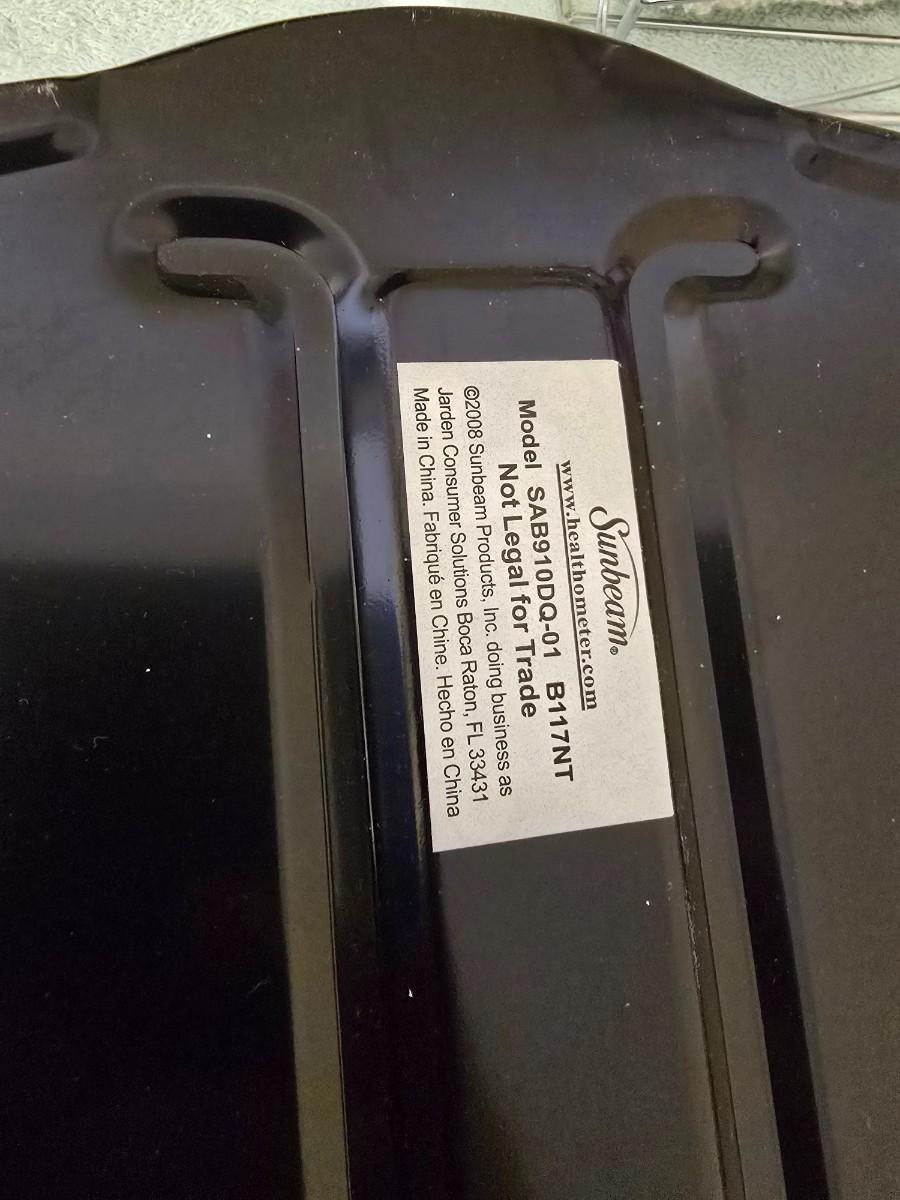 Sunbeam®
www.healthometer.com
Model SAB910DQ-01 B117NT
Not Legal for Trade
©2008 Sunbeam Products, Inc. doing business as
Jarden Consumer Solutions Boca Raton, FL 33431
Made in China. Fabriqué en Chine. Hecho en China